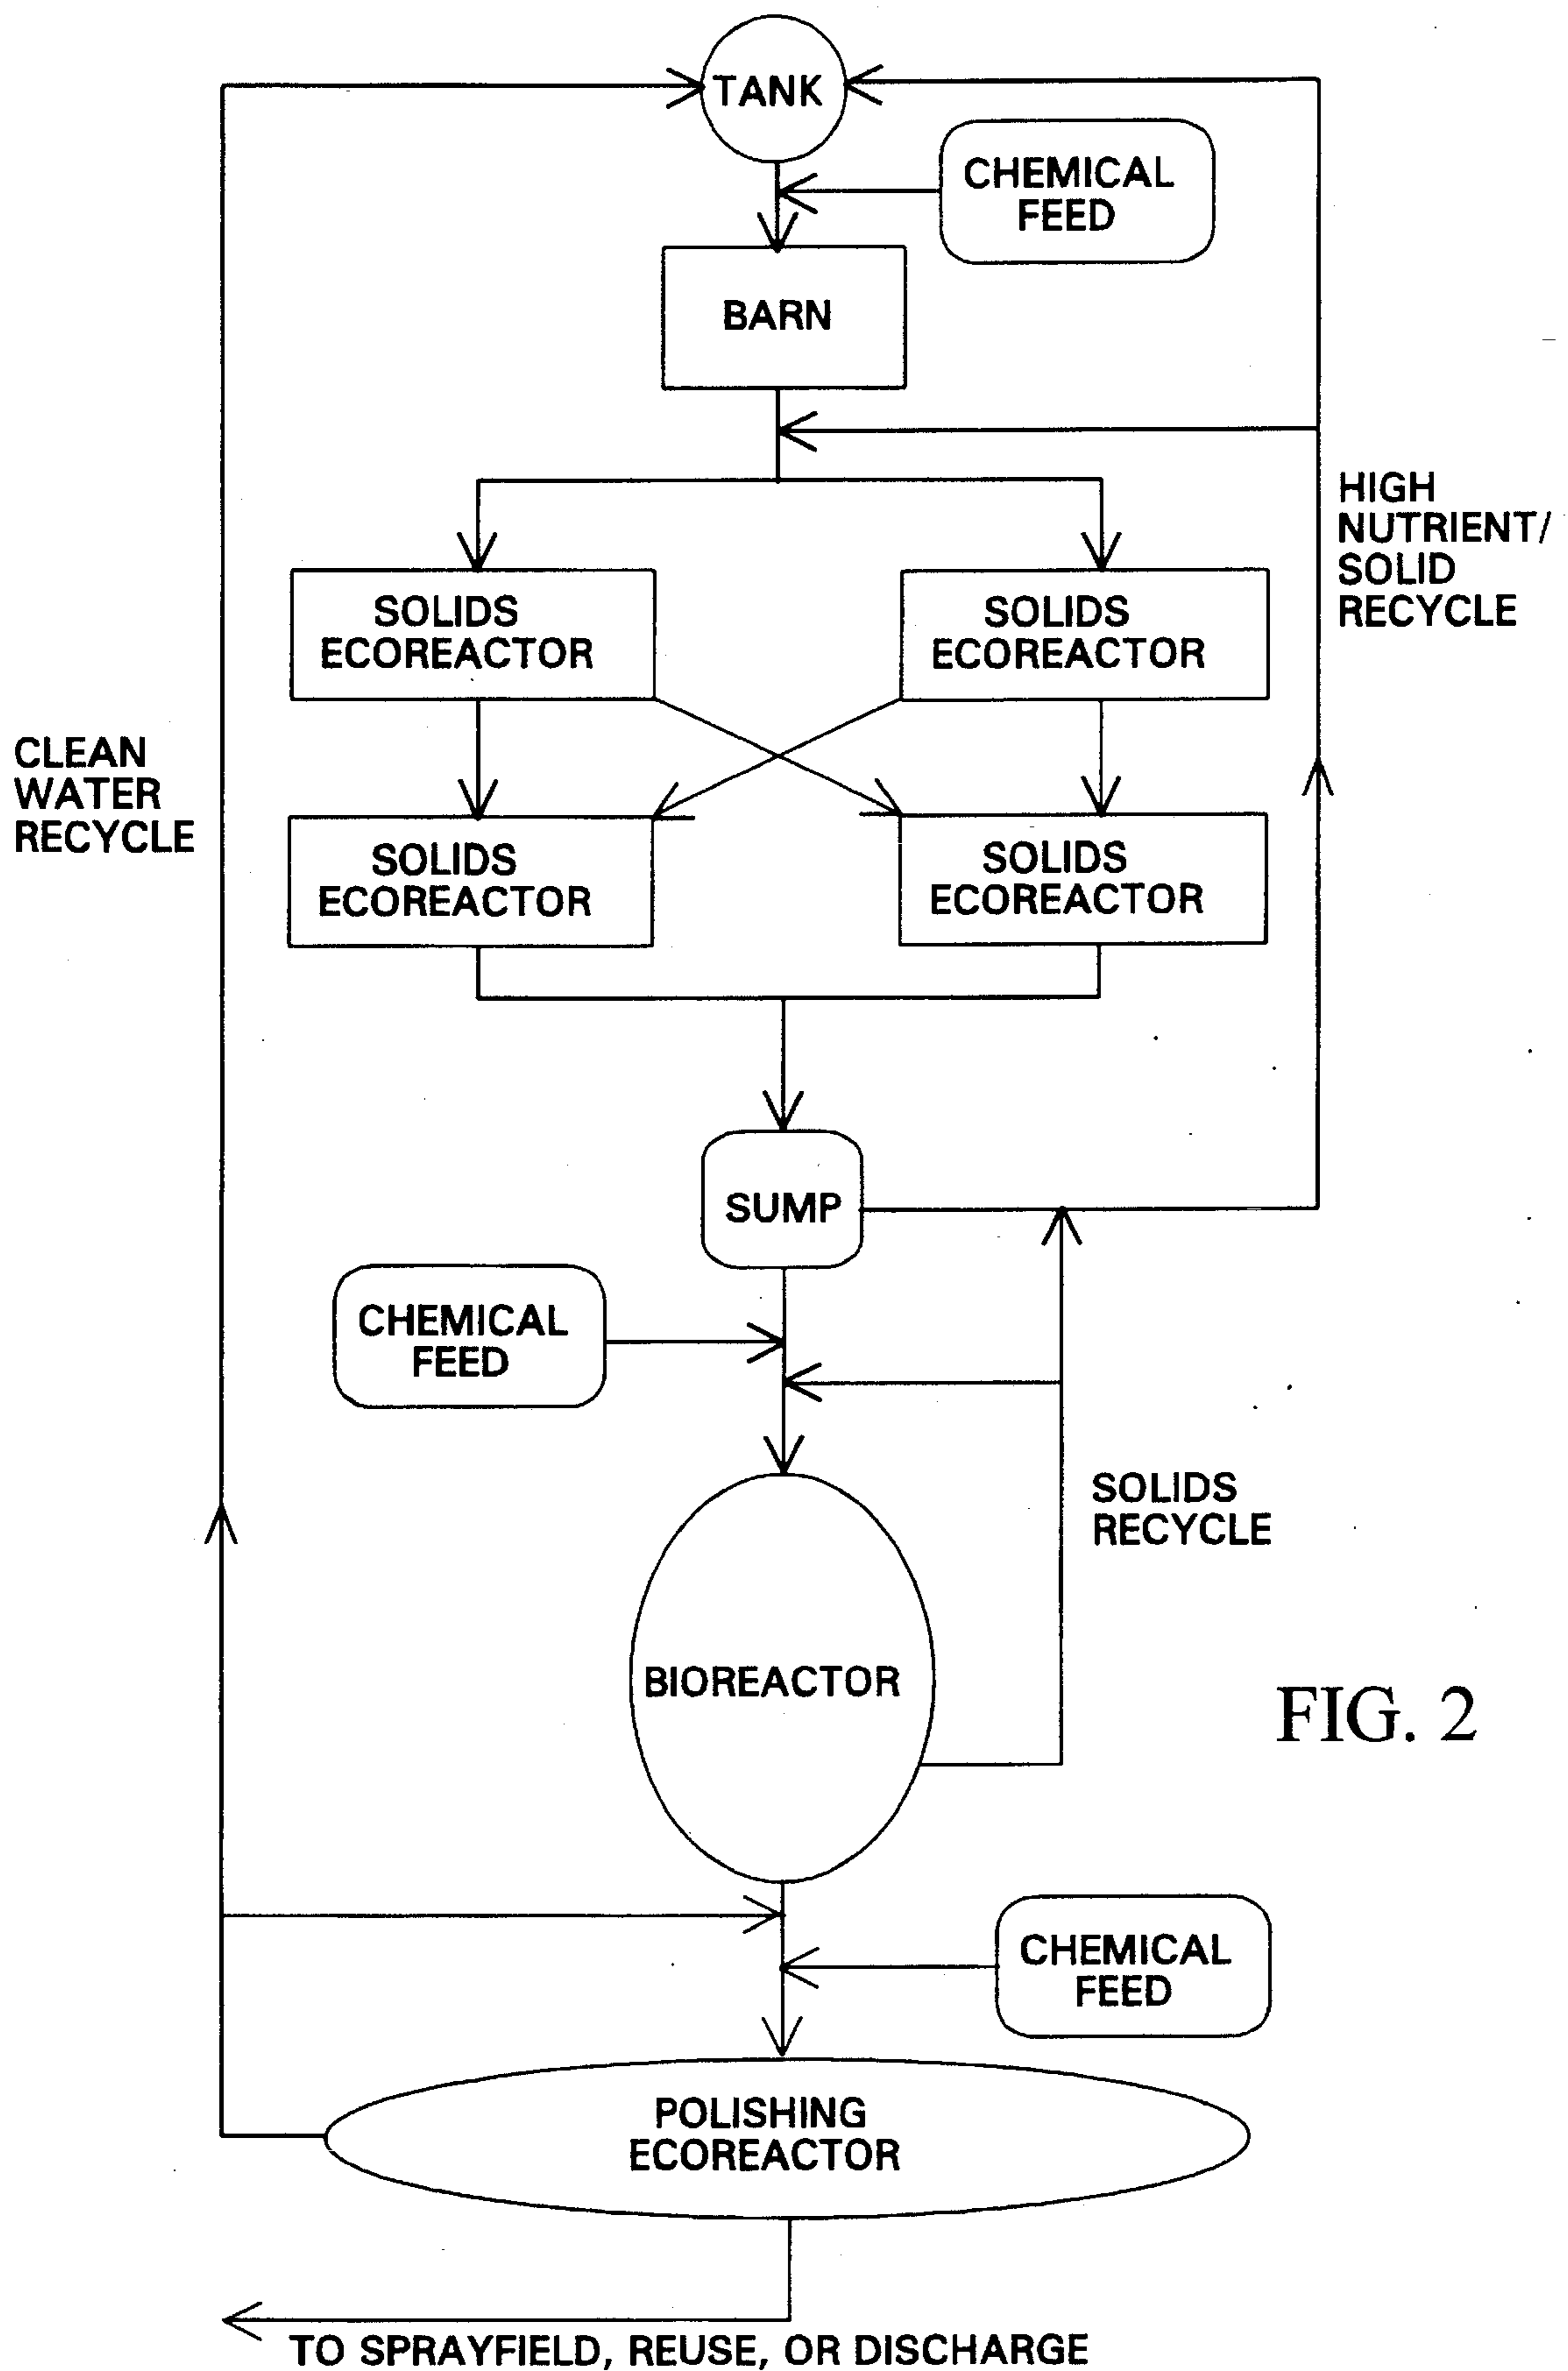 TANK
CHEMICAL
FEED
BARN
HIGH
NUTRIENT/
SOLID
RECYCLE
SOLIDS
ECOREACTOR
SOLIDS
ECOREACTOR
CLEAN
WATER
RECYCLE
SOLIDS
ECOREACTOR
SOLIDS
ECOREACTOR
SUMP
CHEMICAL
FEED
SOLIDS
RECYCLE
BIOREACTOR
FIG. 2
CHEMICAL
FEED
POLISHING
ECOREACTOR
TO SPRAYFIELD, REUSE, OR DISCHARGE